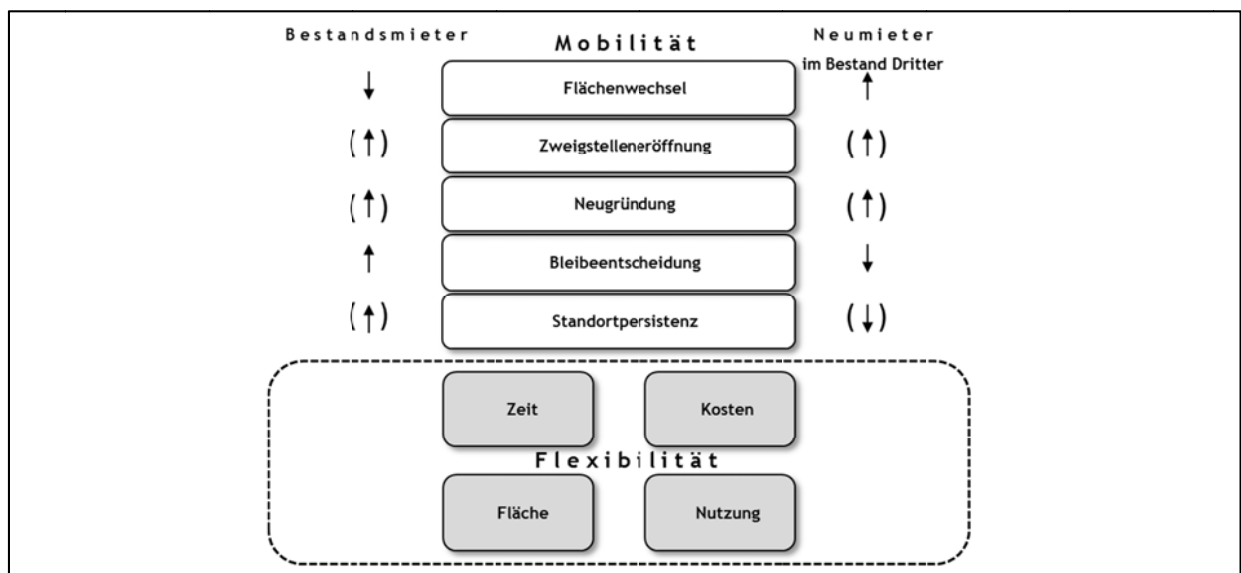 Bestandsmieter
Mobilität
Neumieter
im Bestand Dritter
↓ Flächenwechsel ↑
(↑) Zweigstelleneröffnung (↑)
(↑) Neugründung (↑)
↑ Bleibeentscheidung ↓
(↑) Standortpersistenz (↓)
Zeit Kosten
Flexibilität
Fläche Nutzung